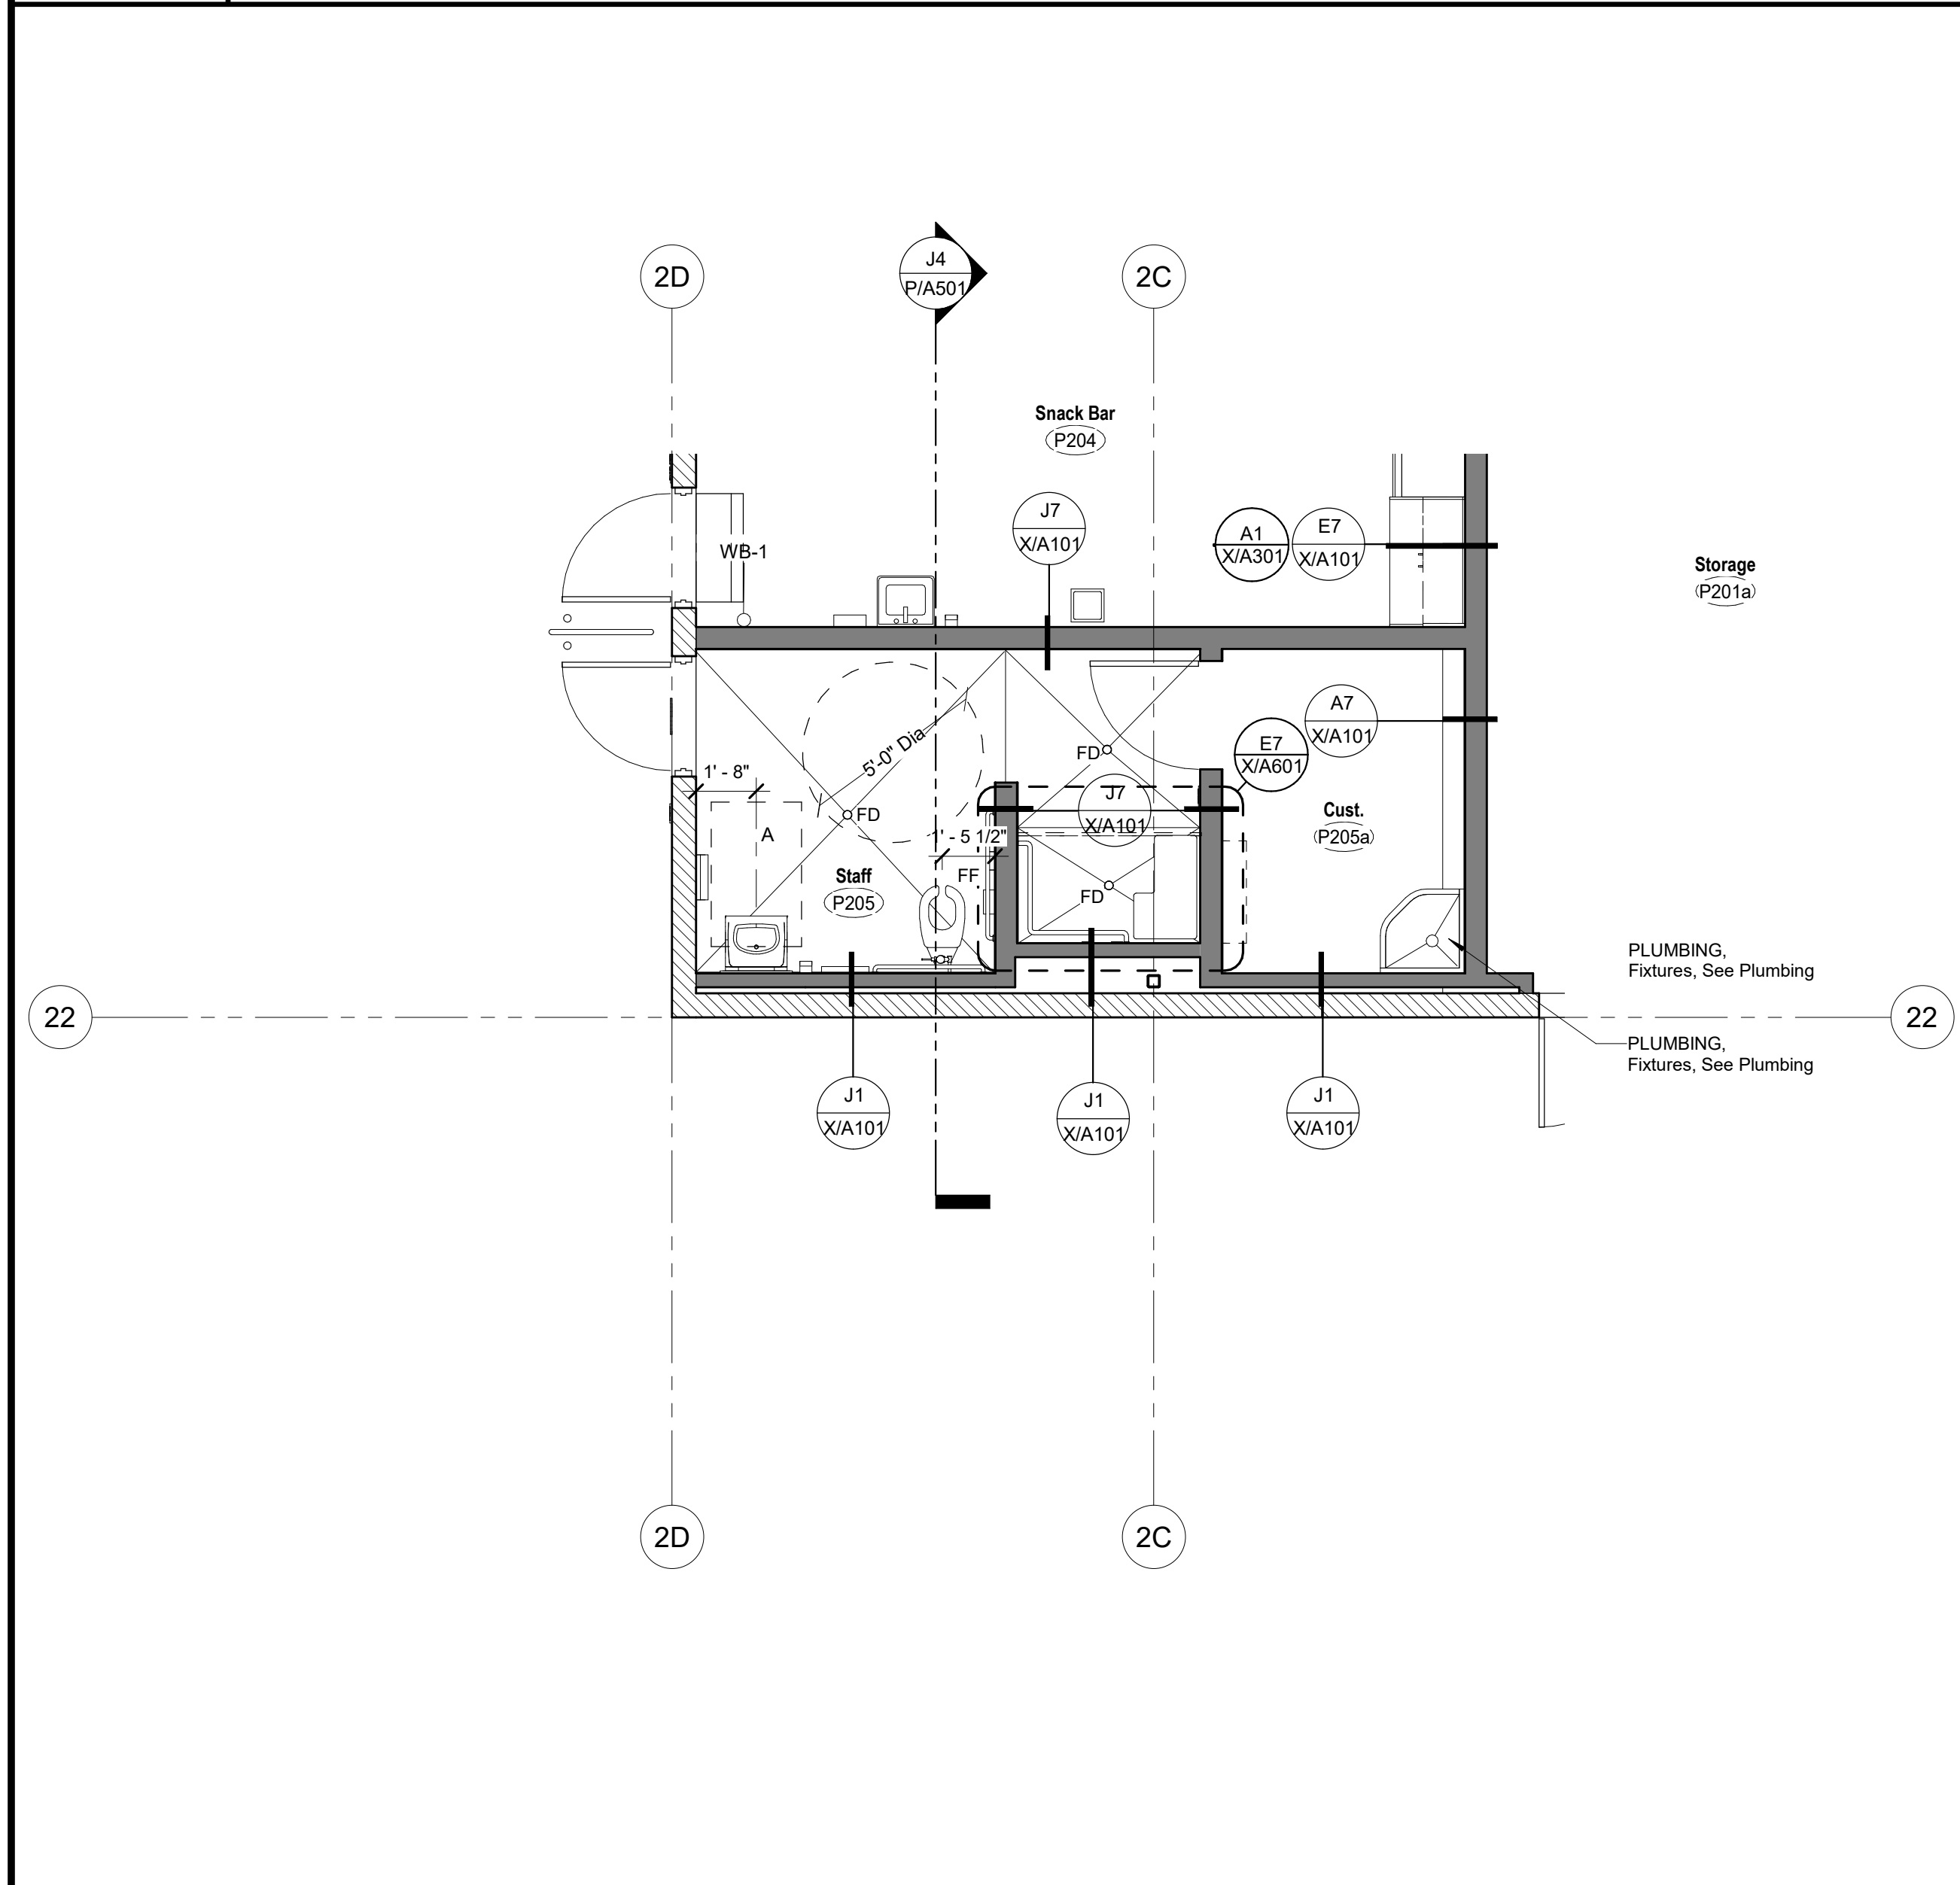 2D
J4
P/A501
2C
Snack Bar
P204
J7
X/A101
A1
X/A301
E7
X/A101
WB-1
Storage
P201a
A7
X/A101
E7
X/A601
5'-0" Dia
FD
1' - 8"
J7
X/A101
FD
A
1' - 5 1/2"
Cust.
P205a
Staff
P205
FF
FD
PLUMBING,
Fixtures, See Plumbing
22
22
PLUMBING,
Fixtures, See Plumbing
J1
X/A101
J1
X/A101
J1
X/A101
2D
2C